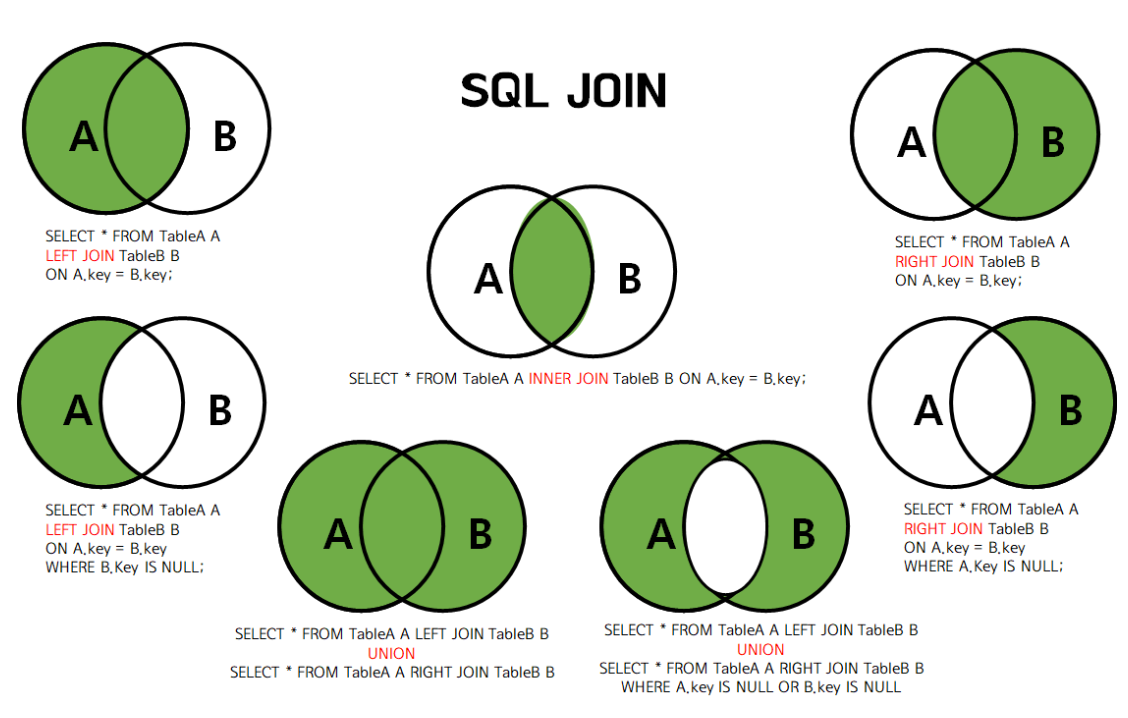 SQL JOIN
A B
SELECT * FROM TableA A
LEFT JOIN TableB B
ON A.key = B.key;
A B
SELECT * FROM TableA A
RIGHT JOIN TableB B
ON A.key = B.key;
A B
SELECT * FROM TableA A INNER JOIN TableB B ON A.key = B.key;
A B
SELECT * FROM TableA A
LEFT JOIN TableB B
ON A.key = B.key
WHERE B.Key IS NULL;
A B
SELECT * FROM TableA A
RIGHT JOIN TableB B
ON A.key = B.key
WHERE A.Key IS NULL;
A B
SELECT * FROM TableA A LEFT JOIN TableB B
UNION
SELECT * FROM TableA A RIGHT JOIN TableB B
A B
SELECT * FROM TableA A LEFT JOIN TableB B
UNION
SELECT * FROM TableA A RIGHT JOIN TableB B
WHERE A.key IS NULL OR B.key IS NULL